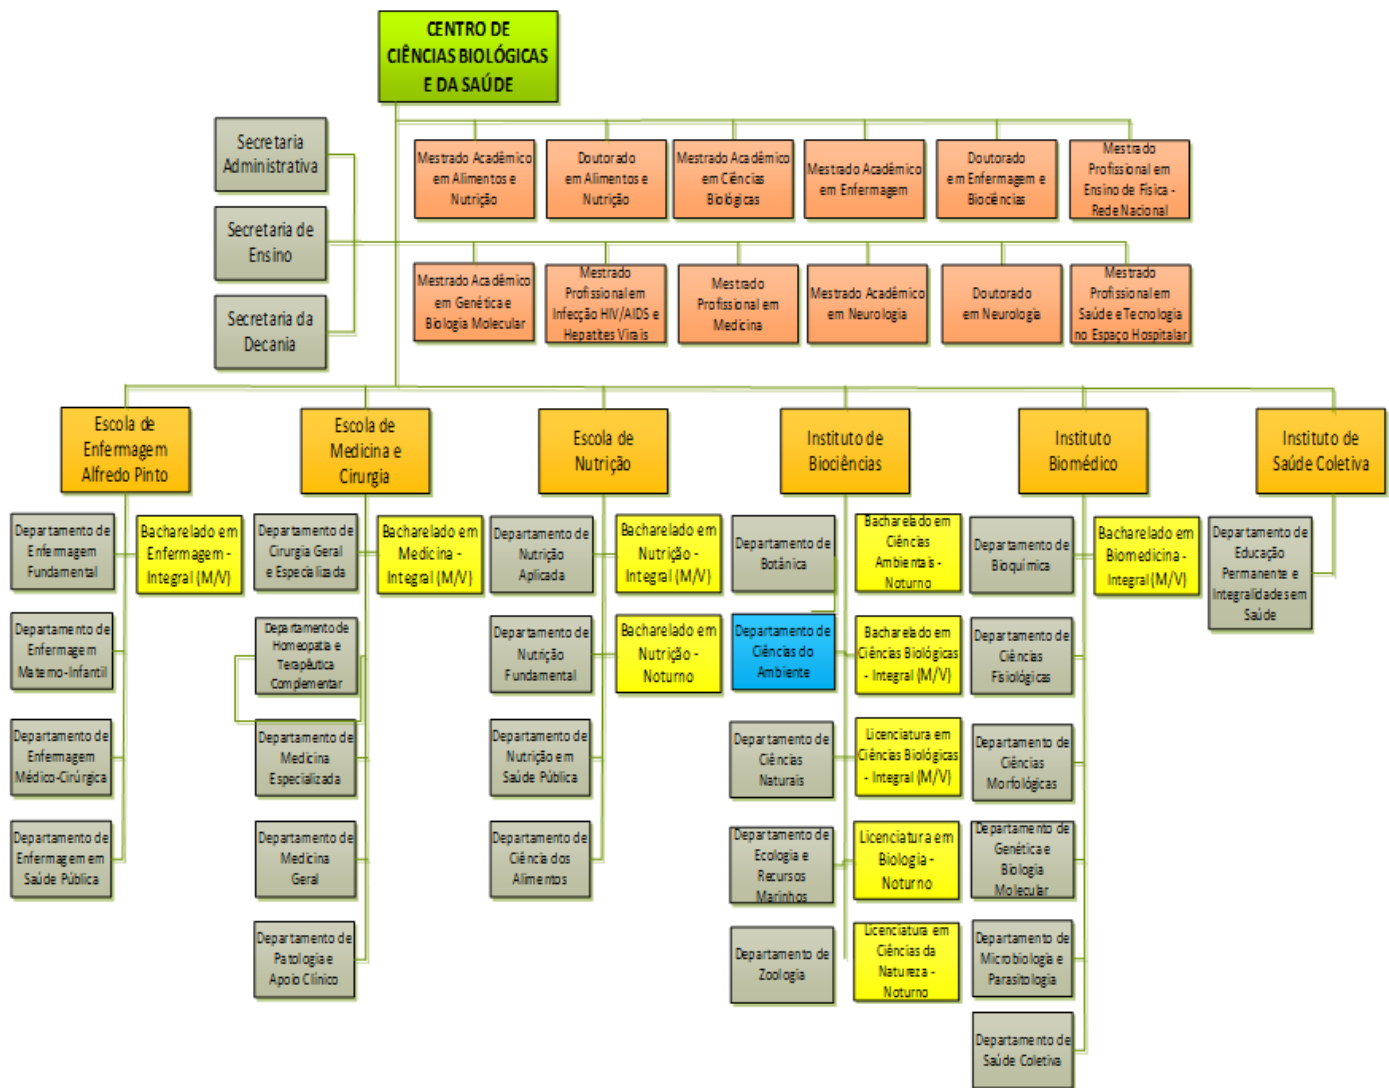 CENTRO DE
CIÊNCIAS BIOLÓGICAS
E DA SAÚDE
Secretaria
Administrativa
Secretaria de
Ensino
Secretaria da
Decania
Mestrado Acadêmico
em Alimentos e
Nutrição
Doutorado
em Alimentos e
Nutrição
Mestrado Acadêmico
em Ciências
Biológicas
Mestrado Acadêmico
em Enfermagem
Doutorado
em Enfermagem e
Biociências
Mestrado
Profissional em
Ensino de Física -
Rede Nacional
Mestrado Acadêmico
em Genética e
Biologia Molecular
Mestrado
Profissional em
Infecção HIV/AIDS e
Hepatites Virais
Mestrado
Profissional em
Medicina
Mestrado Acadêmico
em Neurologia
Doutorado
em Neurologia
Mestrado
Profissional em
Saúde e Tecnologia
no Espaço Hospitalar
Escola de
Enfermagem
Alfredo Pinto
Escola de
Medicina e
Cirurgia
Escola de
Nutrição
Instituto de
Biociências
Instituto
Biomédico
Instituto de
Saúde Coletiva
Departamento de
Enfermagem
Fundamental
Bacharelado em
Enfermagem -
Integral (M/V)
Departamento de
Enfermagem
Materno-Infantil
Departamento de
Enfermagem
Médico-Cirúrgica
Departamento de
Enfermagem em
Saúde Pública
Departamento de
Cirurgia Geral
e Especializada
Bacharelado em
Medicina -
Integral (M/V)
Departamento de
Homeopatia e
Terapêutica
Complementar
Departamento de
Medicina
Especializada
Departamento de
Medicina
Geral
Departamento de
Patologia e
Apoio Clínico
Departamento de
Nutrição
Aplicada
Bacharelado em
Nutrição -
Integral (M/V)
Departamento de
Nutrição
Fundamental
Bacharelado em
Nutrição -
Noturno
Departamento de
Nutrição em
Saúde Pública
Departamento de
Ciência dos
Alimentos
Departamento de
Botânica
Bacharelado em
Ciências
Ambientais -
Noturno
Departamento de
Ciências do
Ambiente
Bacharelado em
Ciências Biológicas
- Integral (M/V)
Departamento de
Ciências
Naturais
Licenciatura em
Ciências Biológicas
- Integral (M/V)
Departamento de
Ecologia e
Recursos
Marinhos
Licenciatura em
Biologia -
Noturno
Departamento de
Zoologia
Licenciatura em
Ciências da
Natureza -
Noturno
Departamento de
Bioquímica
Bacharelado em
Biomedicina -
Integral (M/V)
Departamento de
Ciências
Fisiológicas
Departamento de
Ciências
Morfológicas
Departamento de
Genética e
Biologia
Molecular
Departamento de
Microbiologia e
Parasitologia
Departamento de
Saúde Coletiva
Departamento de
Educação
Permanente e
Integralidades em
Saúde